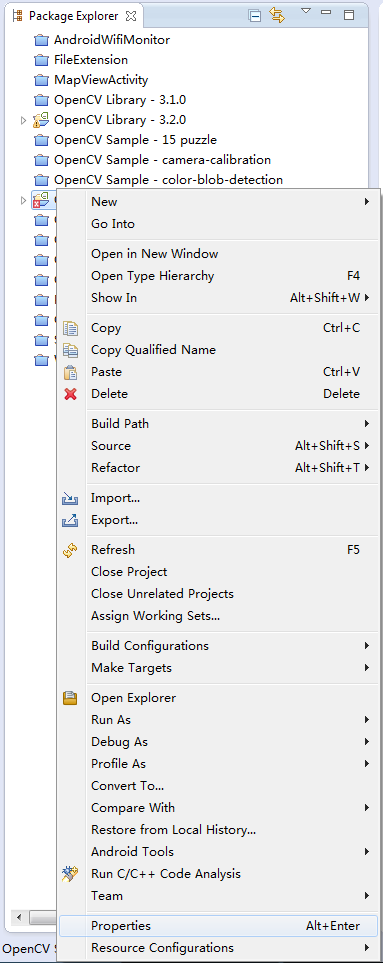 Package Explorer
AndroidWifiMonitor
FileExtension
MapViewActivity
OpenCV Library - 3.1.0
OpenCV Library - 3.2.0
OpenCV Sample - 15 puzzle
OpenCV Sample - camera-calibration
OpenCV Sample - color-blob-detection
New
Go Into
Open in New Window
Open Type Hierarchy F4
Show In Alt+Shift+W
Copy Ctrl+C
Copy Qualified Name
Paste Ctrl+V
Delete Delete
Build Path
Source Alt+Shift+S
Refactor Alt+Shift+T
Import...
Export...
Refresh F5
Close Project
Close Unrelated Projects
Assign Working Sets...
Build Configurations
Make Targets
Open Explorer
Run As
Debug As
Profile As
Convert To...
Compare With
Restore from Local History...
Android Tools
Run C/C++ Code Analysis
Team
Properties Alt+Enter
OpenCV
Resource Configurations